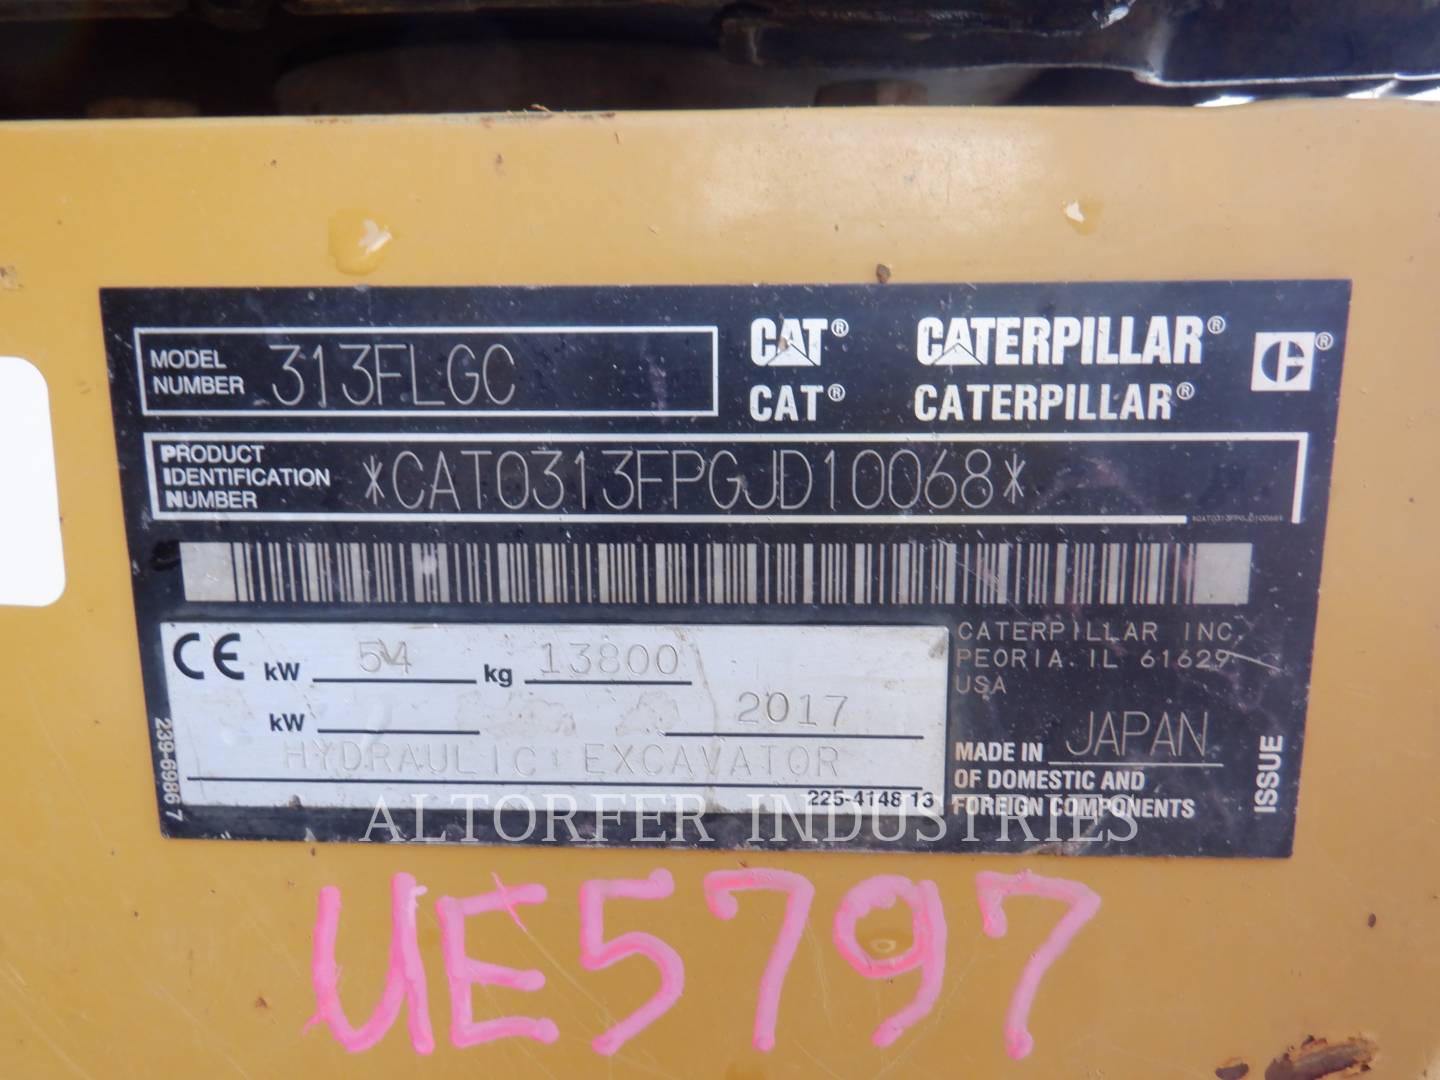 MODEL NUMBER 313FLGC
CAT® CATERPILLAR®
CAT® CATERPILLAR®
PRODUCT IDENTIFICATION NUMBER *CAT0313FPGJD10068*
*CAT0313FPGJD10068*
CE kW 54 kg 13800
kW 2017
HYDRAULIC EXCAVATOR
225-4148 13
239-6986 7
CATERPILLAR INC.
PEORIA IL 61629
USA
MADE IN JAPAN
OF DOMESTIC AND
FOREIGN COMPONENTS
ISSUE
ALTORFER INDUSTRIES
UE5797